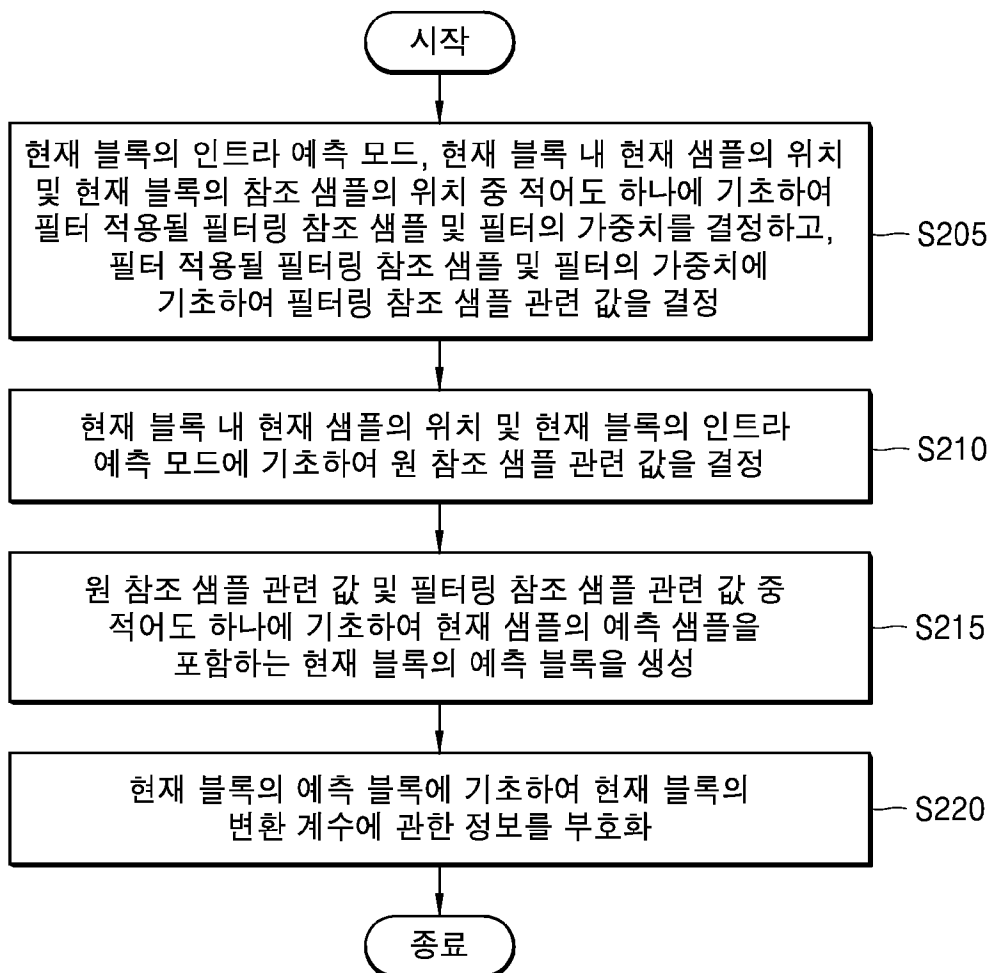 시작
현재 블록의 인트라 예측 모드, 현재 블록 내 현재 샘플의 위치
및 현재 블록의 참조 샘플의 위치 중 적어도 하나에 기초하여
필터 적용될 필터링 참조 샘플 및 필터의 가중치를 결정하고,
필터 적용될 필터링 참조 샘플 및 필터의 가중치에
기초하여 필터링 참조 샘플 관련 값을 결정
S205
현재 블록 내 현재 샘플의 위치 및 현재 블록의 인트라
예측 모드에 기초하여 원 참조 샘플 관련 값을 결정
S210
원 참조 샘플 관련 값 및 필터링 참조 샘플 관련 값 중
적어도 하나에 기초하여 현재 샘플의 예측 샘플을
포함하는 현재 블록의 예측 블록을 생성
S215
현재 블록의 예측 블록에 기초하여 현재 블록의
변환 계수에 관한 정보를 부호화
S220
종료